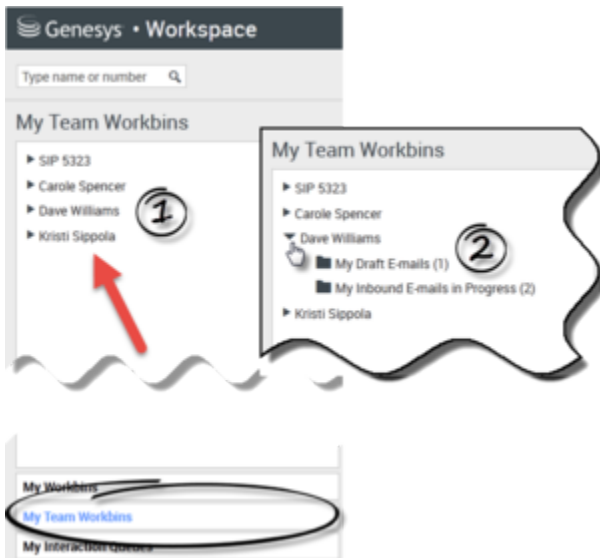 Genesys • Workspace
Type name or number
My Team Workbins
SIP 5323
Carole Spencer
Dave Williams
Kristi Sippola
1
My Team Workbins
SIP 5323
Carole Spencer
Dave Williams
2
My Draft E-mails (1)
My Inbound E-mails in Progress (2)
Kristi Sippola
My Workbins
My Team Workbins
My Interaction Queues